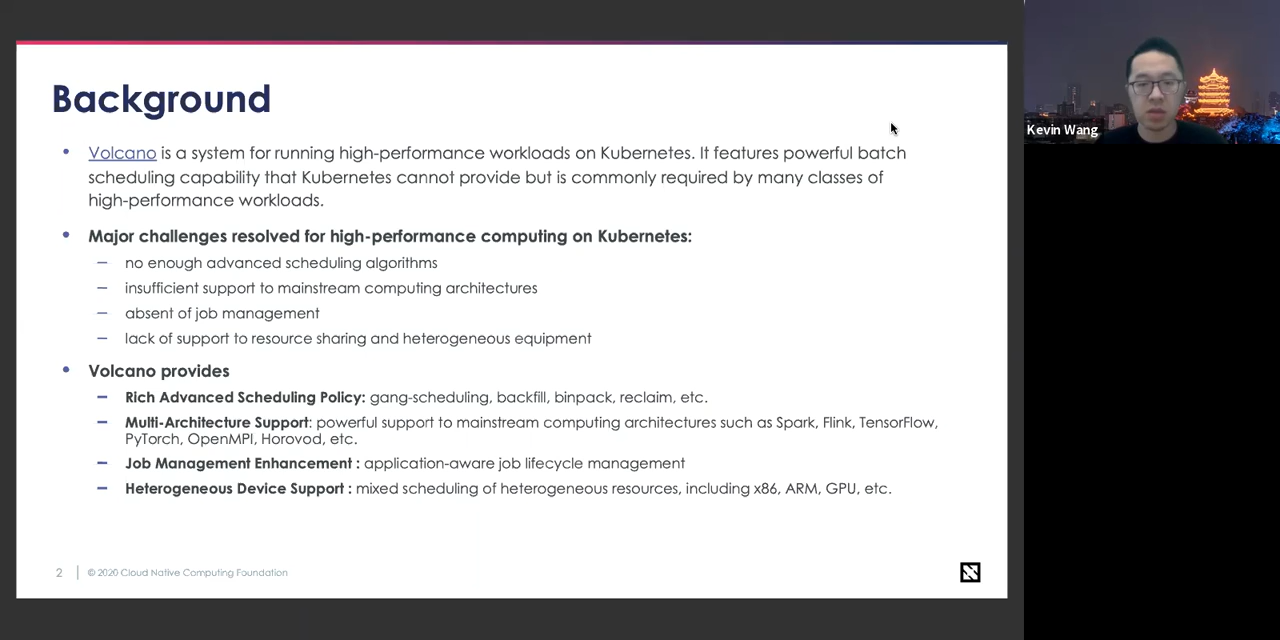 Background
• Volcano is a system for running high-performance workloads on Kubernetes. It features powerful batch
scheduling capability that Kubernetes cannot provide but is commonly required by many classes of
high-performance workloads.
• Major challenges resolved for high-performance computing on Kubernetes:
– no enough advanced scheduling algorithms
– insufficient support to mainstream computing architectures
– absent of job management
– lack of support to resource sharing and heterogeneous equipment
• Volcano provides
– Rich Advanced Scheduling Policy: gang-scheduling, backfill, binpack, reclaim, etc.
– Multi-Architecture Support: powerful support to mainstream computing architectures such as Spark, Flink, TensorFlow,
PyTorch, OpenMPI, Horovod, etc.
– Job Management Enhancement : application-aware job lifecycle management
– Heterogeneous Device Support : mixed scheduling of heterogeneous resources, including x86, ARM, GPU, etc.
2 | © 2020 Cloud Native Computing Foundation
Kevin Wang